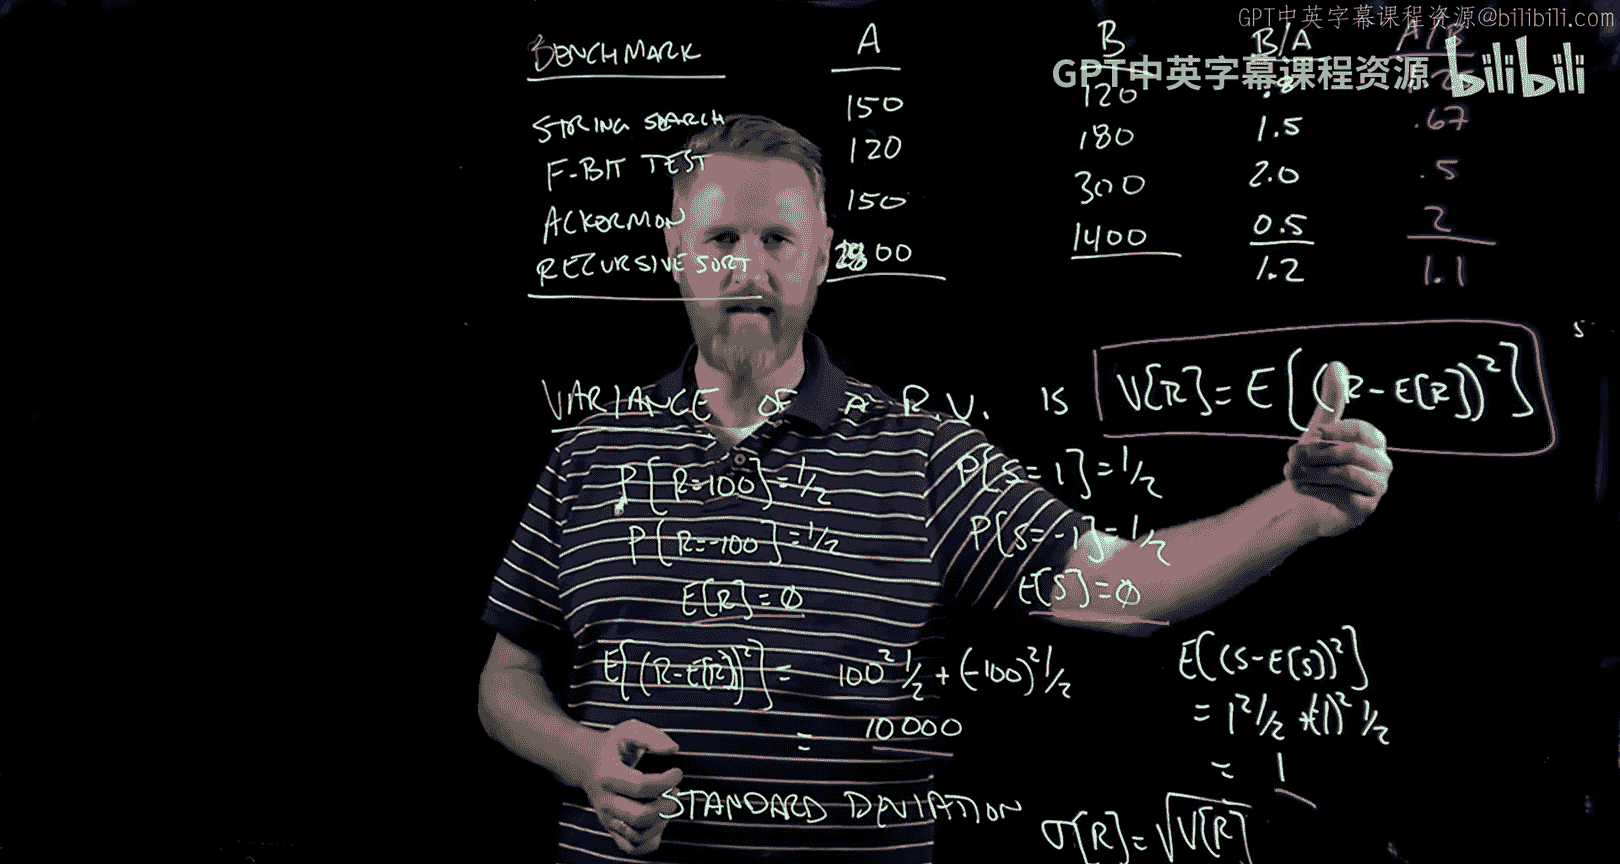 GPT中英字幕课程资源@bilibili.com
GPT中英字幕课程资源 bilibili
BENCHMARK A B B/A A/B
STRING SEARCH 150 120
F-BIT TEST 120 180 1.5 .67
ACKERMON 150 300 2.0 .5
RECURSIVE SORT 00 1400 0.5 2
1.2 1.1
VARIANCE OF A R.V. IS V[R] = E[(R-E[R])²]
P[R=100] = 1/2 P[S=1] = 1/2
P[R=-100] = 1/2 P[S=-1] = 1/2
E[R] = 0 E[S] = 0
E[(R-E[R])²] = 100² 1/2 + (-100)² 1/2 E[(S-E[S])²]
= 10000 = 1² 1/2 + (-1)² 1/2
= 1
STANDARD DEVIATION σ[R] = √V[R]